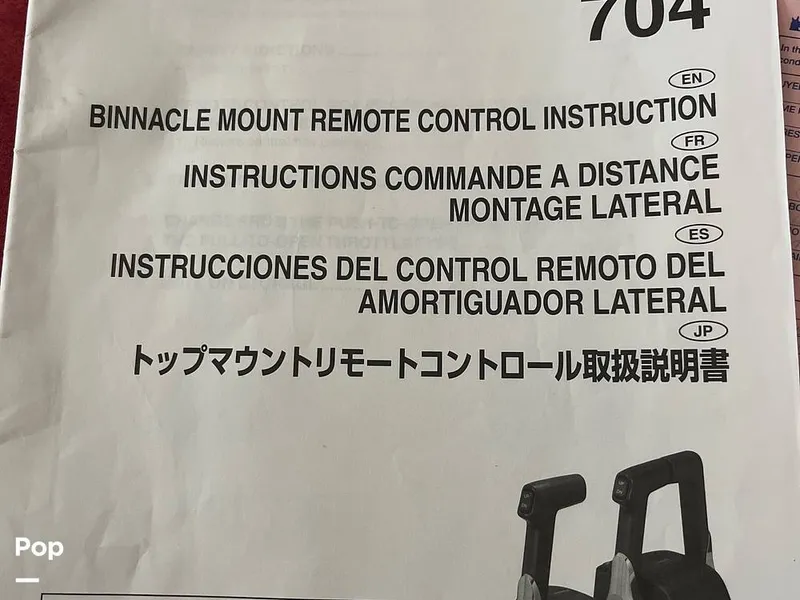 704
EN
BINNACLE MOUNT REMOTE CONTROL INSTRUCTION
FR
INSTRUCTIONS COMMANDE A DISTANCE
MONTAGE LATERAL
ES
INSTRUCCIONES DEL CONTROL REMOTO DEL
AMORTIGUADOR LATERAL
JP
トップマウントリモートコントロール取扱説明書
Pop